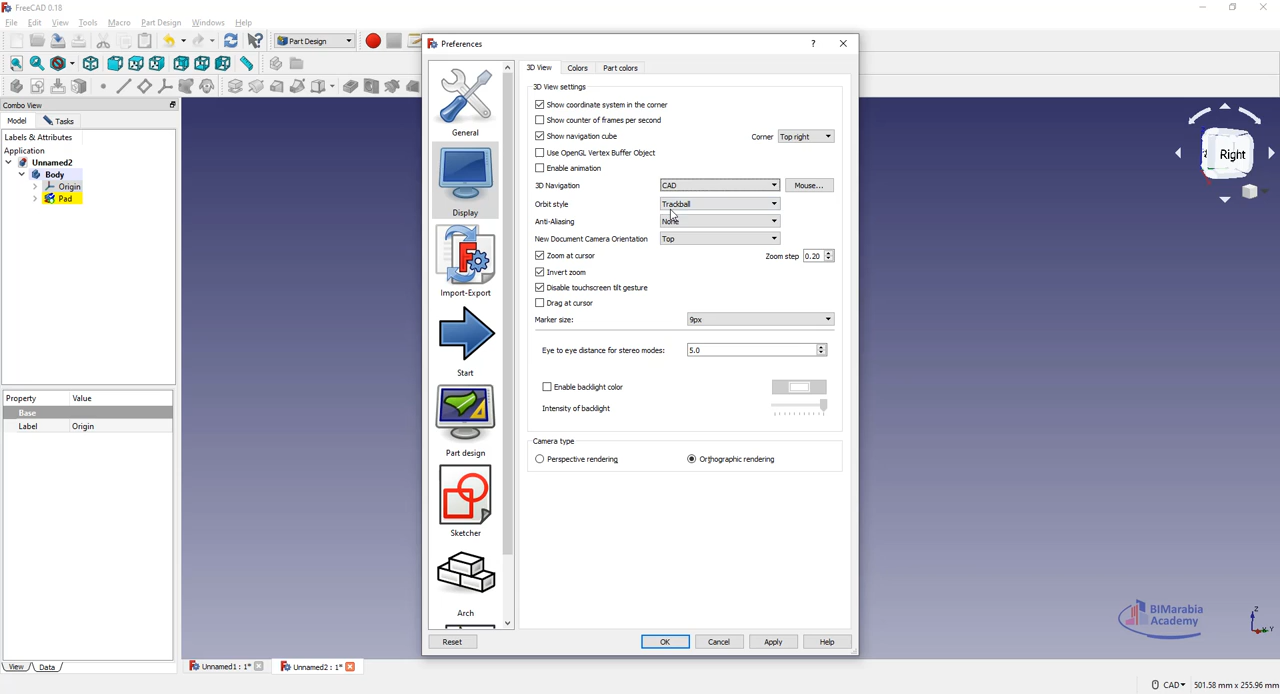 FreeCAD 0.18
File Edit View Tools Macro Part Design Windows Help
Part Design
Combo View
Model Tasks
Labels & Attributes
Application
Unnamed2
Body
Origin
Pad
Property Value
Base
Label Origin
View Data
Preferences ?
General
Display
Import-Export
Start
Part design
Sketcher
Arch
3D View Colors Part colors
3D View settings
Show coordinate system in the corner
Show counter of frames per second
Show navigation cube Corner Top right
Use OpenGL Vertex Buffer Object
Enable animation
3D Navigation CAD Mouse...
Orbit style Trackball
Anti-Aliasing None
New Document Camera Orientation Top
Zoom at cursor Zoom step 0.20
Invert zoom
Disable touchscreen tilt gesture
Drag at cursor
Marker size: 9px
Eye to eye distance for stereo modes: 5.0
Enable backlight color
Intensity of backlight
Camera type
Perspective rendering Orthographic rendering
Reset OK Cancel Apply Help
Right
BIMarabia
Academy
Z
Y
Unnamed1 : 1* Unnamed2 : 1*
CAD 501.58 mm x 255.96 mm